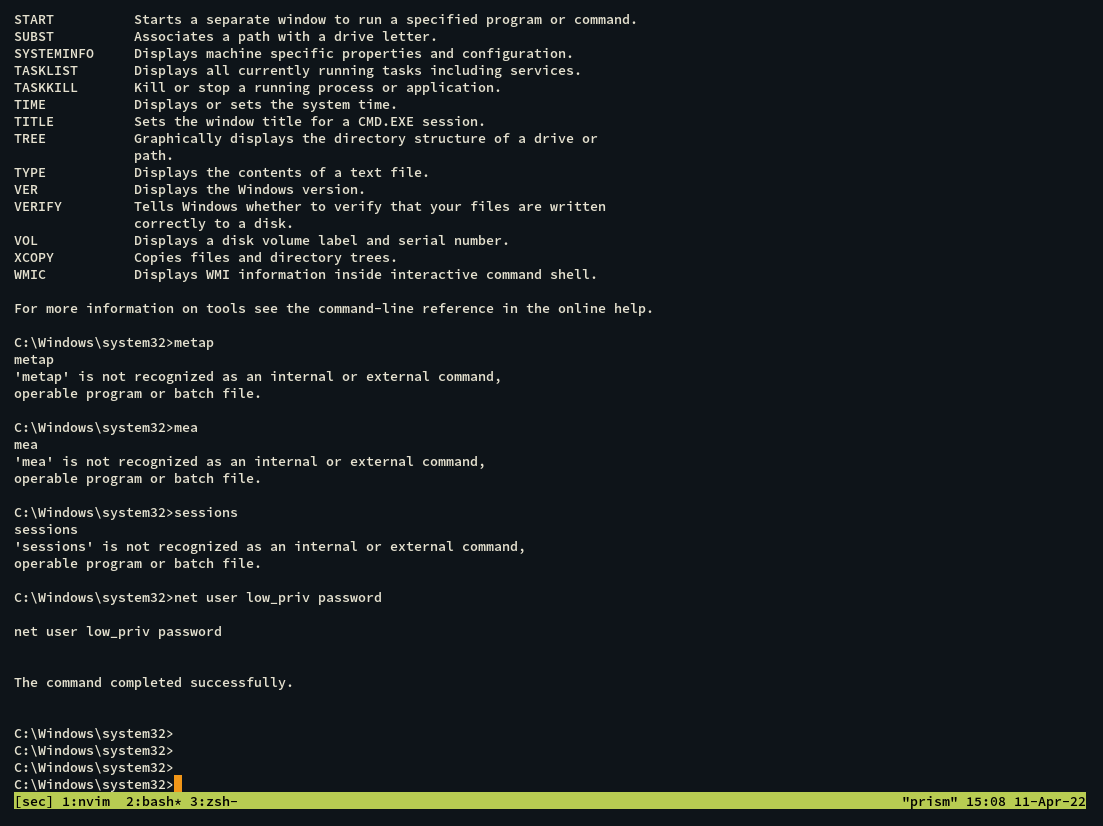 START          Starts a separate window to run a specified program or command.
SUBST          Associates a path with a drive letter.
SYSTEMINFO     Displays machine specific properties and configuration.
TASKLIST       Displays all currently running tasks including services.
TASKKILL       Kill or stop a running process or application.
TIME           Displays or sets the system time.
TITLE          Sets the window title for a CMD.EXE session.
TREE           Graphically displays the directory structure of a drive or
               path.
TYPE           Displays the contents of a text file.
VER            Displays the Windows version.
VERIFY         Tells Windows whether to verify that your files are written
               correctly to a disk.
VOL            Displays a disk volume label and serial number.
XCOPY          Copies files and directory trees.
WMIC           Displays WMI information inside interactive command shell.

For more information on tools see the command-line reference in the online help.

C:\Windows\system32>metap
metap
'metap' is not recognized as an internal or external command,
operable program or batch file.

C:\Windows\system32>mea
mea
'mea' is not recognized as an internal or external command,
operable program or batch file.

C:\Windows\system32>sessions
sessions
'sessions' is not recognized as an internal or external command,
operable program or batch file.

C:\Windows\system32>net user low_priv password

net user low_priv password

The command completed successfully.

C:\Windows\system32>
C:\Windows\system32>
C:\Windows\system32>
C:\Windows\system32>
[sec] 1:nvim  2:bash* 3:zsh- "prism" 15:08 11-Apr-22